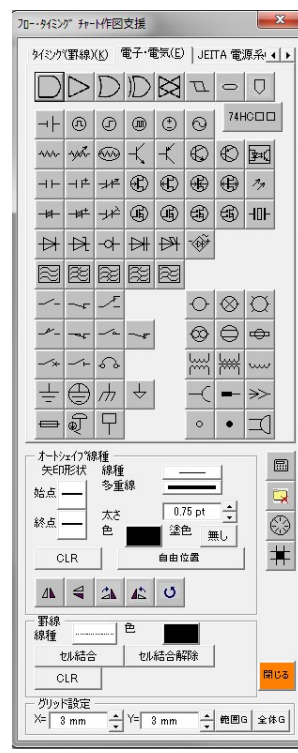 フロー・タイミング チャート作図支援
タイミング(罫線)(K) 電子・電気(E) JEITA 電源系
74HC□□
オートシェイプ線種
矢印形状 線種
多重線
始点
太さ 0.75 pt
終点
色 塗色 無し
CLR 自由位置
罫線
線種 色
セル結合 セル結合解除
CLR
閉じる
グリッド設定
X= 3 mm Y= 3 mm 範囲G 全体G